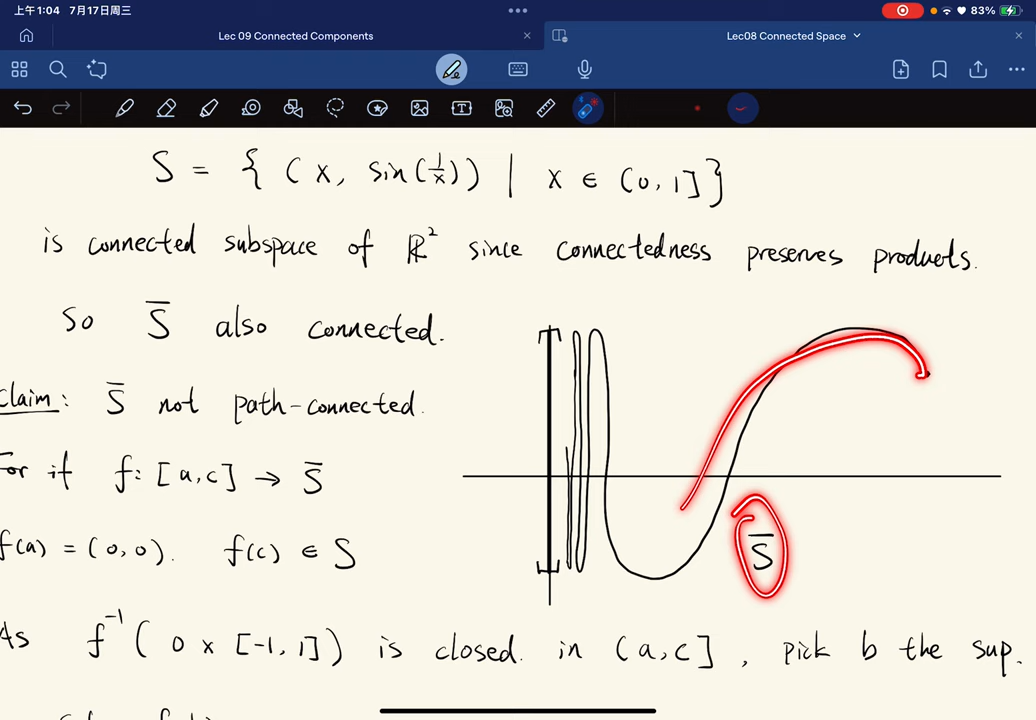 上午1:04 7月17日周三
83%
Lec 09 Connected Components
Lec08 Connected Space
S = { (x, sin(1/x)) | x ∈ (0,1] }
is connected subspace of ℝ² since connectedness preserves products.
So S̄ also connected.
Claim: S̄ not path-connected.
For if f: [a,c] → S̄
f(a) = (0,0). f(c) ∈ S
S̄
As f⁻¹( 0 × [-1,1]) is closed. in (a,c], pick b the sup.